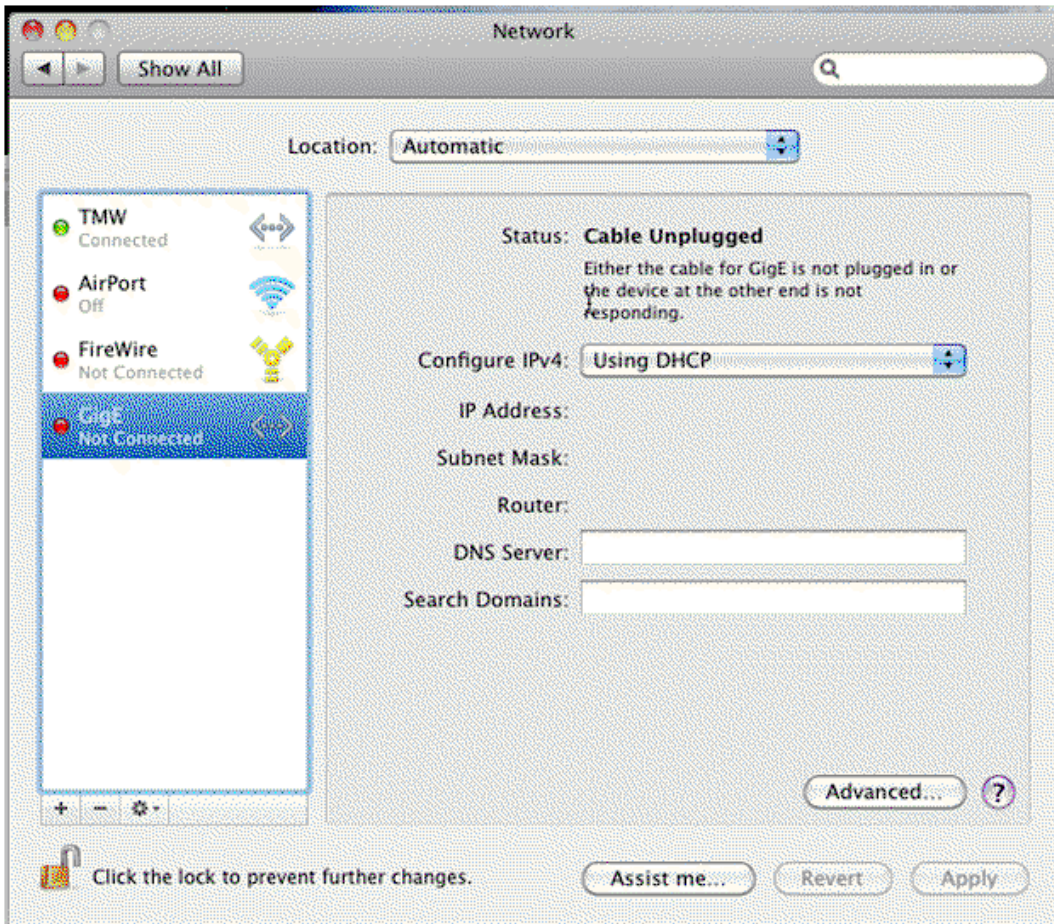 Network
Show All
Location: Automatic
TMW
Connected
AirPort
Off
FireWire
Not Connected
GigE
Not Connected
Status: Cable Unplugged
Either the cable for GigE is not plugged in or
the device at the other end is not
responding.
Configure IPv4: Using DHCP
IP Address:
Subnet Mask:
Router:
DNS Server:
Search Domains:
Advanced... ?
Click the lock to prevent further changes.
Assist me... Revert Apply